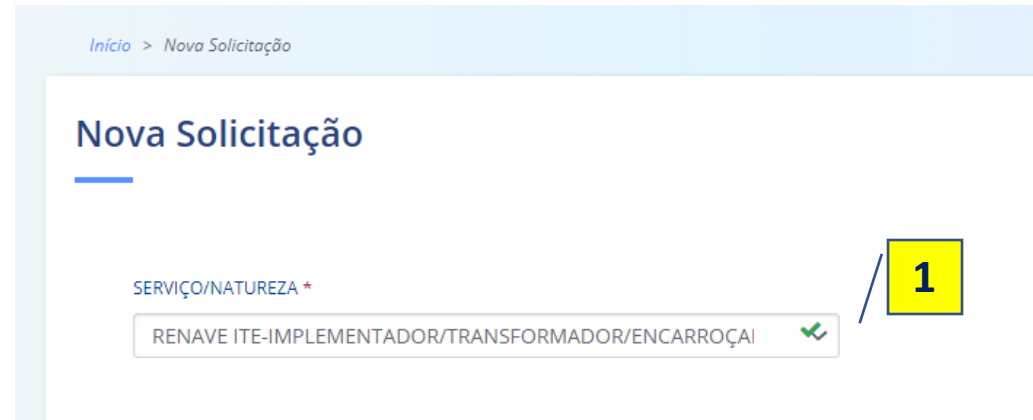 Início > Nova Solicitação
Nova Solicitação
1
SERVIÇO/NATUREZA *
RENAVE ITE-IMPLEMENTADOR/TRANSFORMADOR/ENCARROÇAI